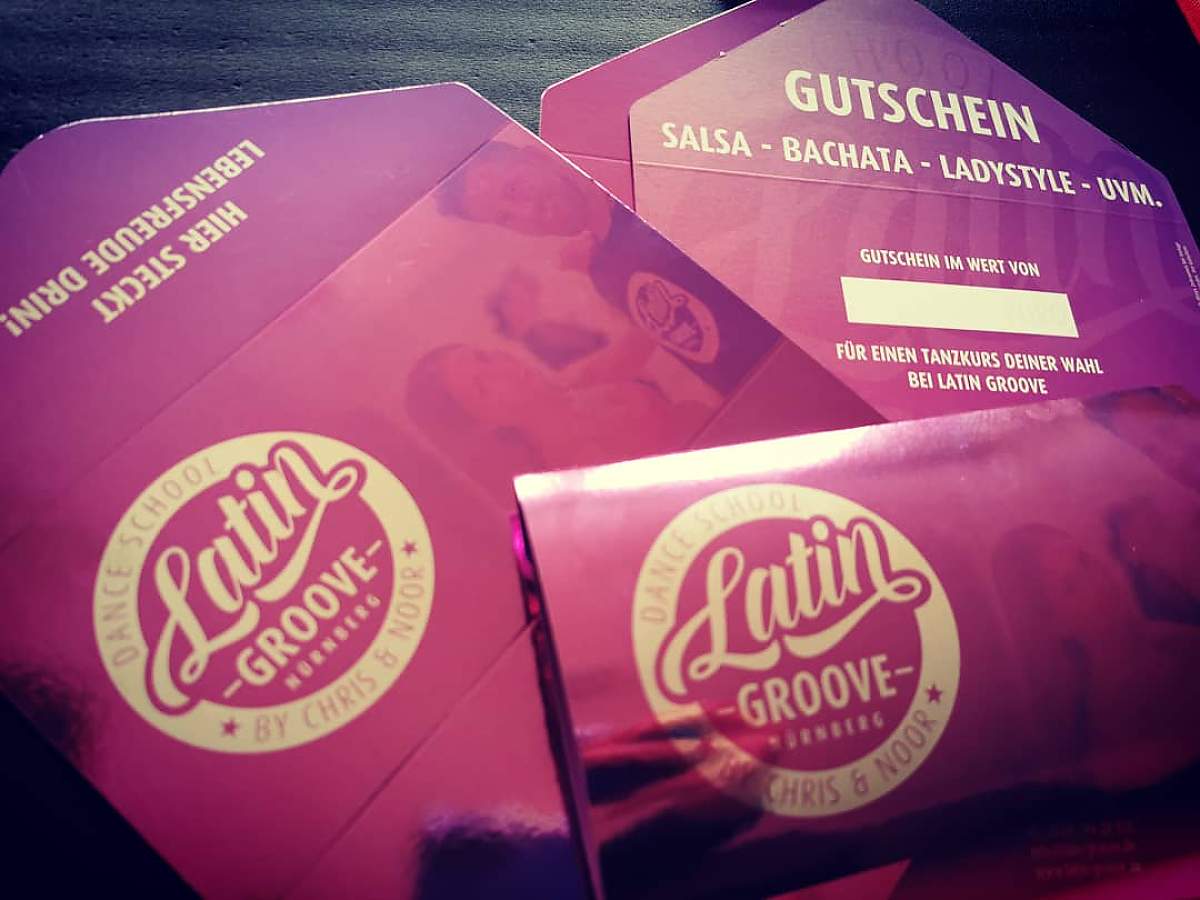 HIER STECKT
LEBENSFREUDE DRIN!
DANCE SCHOOL
Latin
-GROOVE-
NÜRNBERG
★ BY CHRIS & NOOR ★
GUTSCHEIN
SALSA - BACHATA - LADYSTYLE - UVM.
GUTSCHEIN IM WERT VON
FÜR EINEN TANZKURS DEINER WAHL
BEI LATIN GROOVE
DANCE SCHOOL
Latin
-GROOVE-
NÜRNBERG
BY CHRIS & NOOR ★